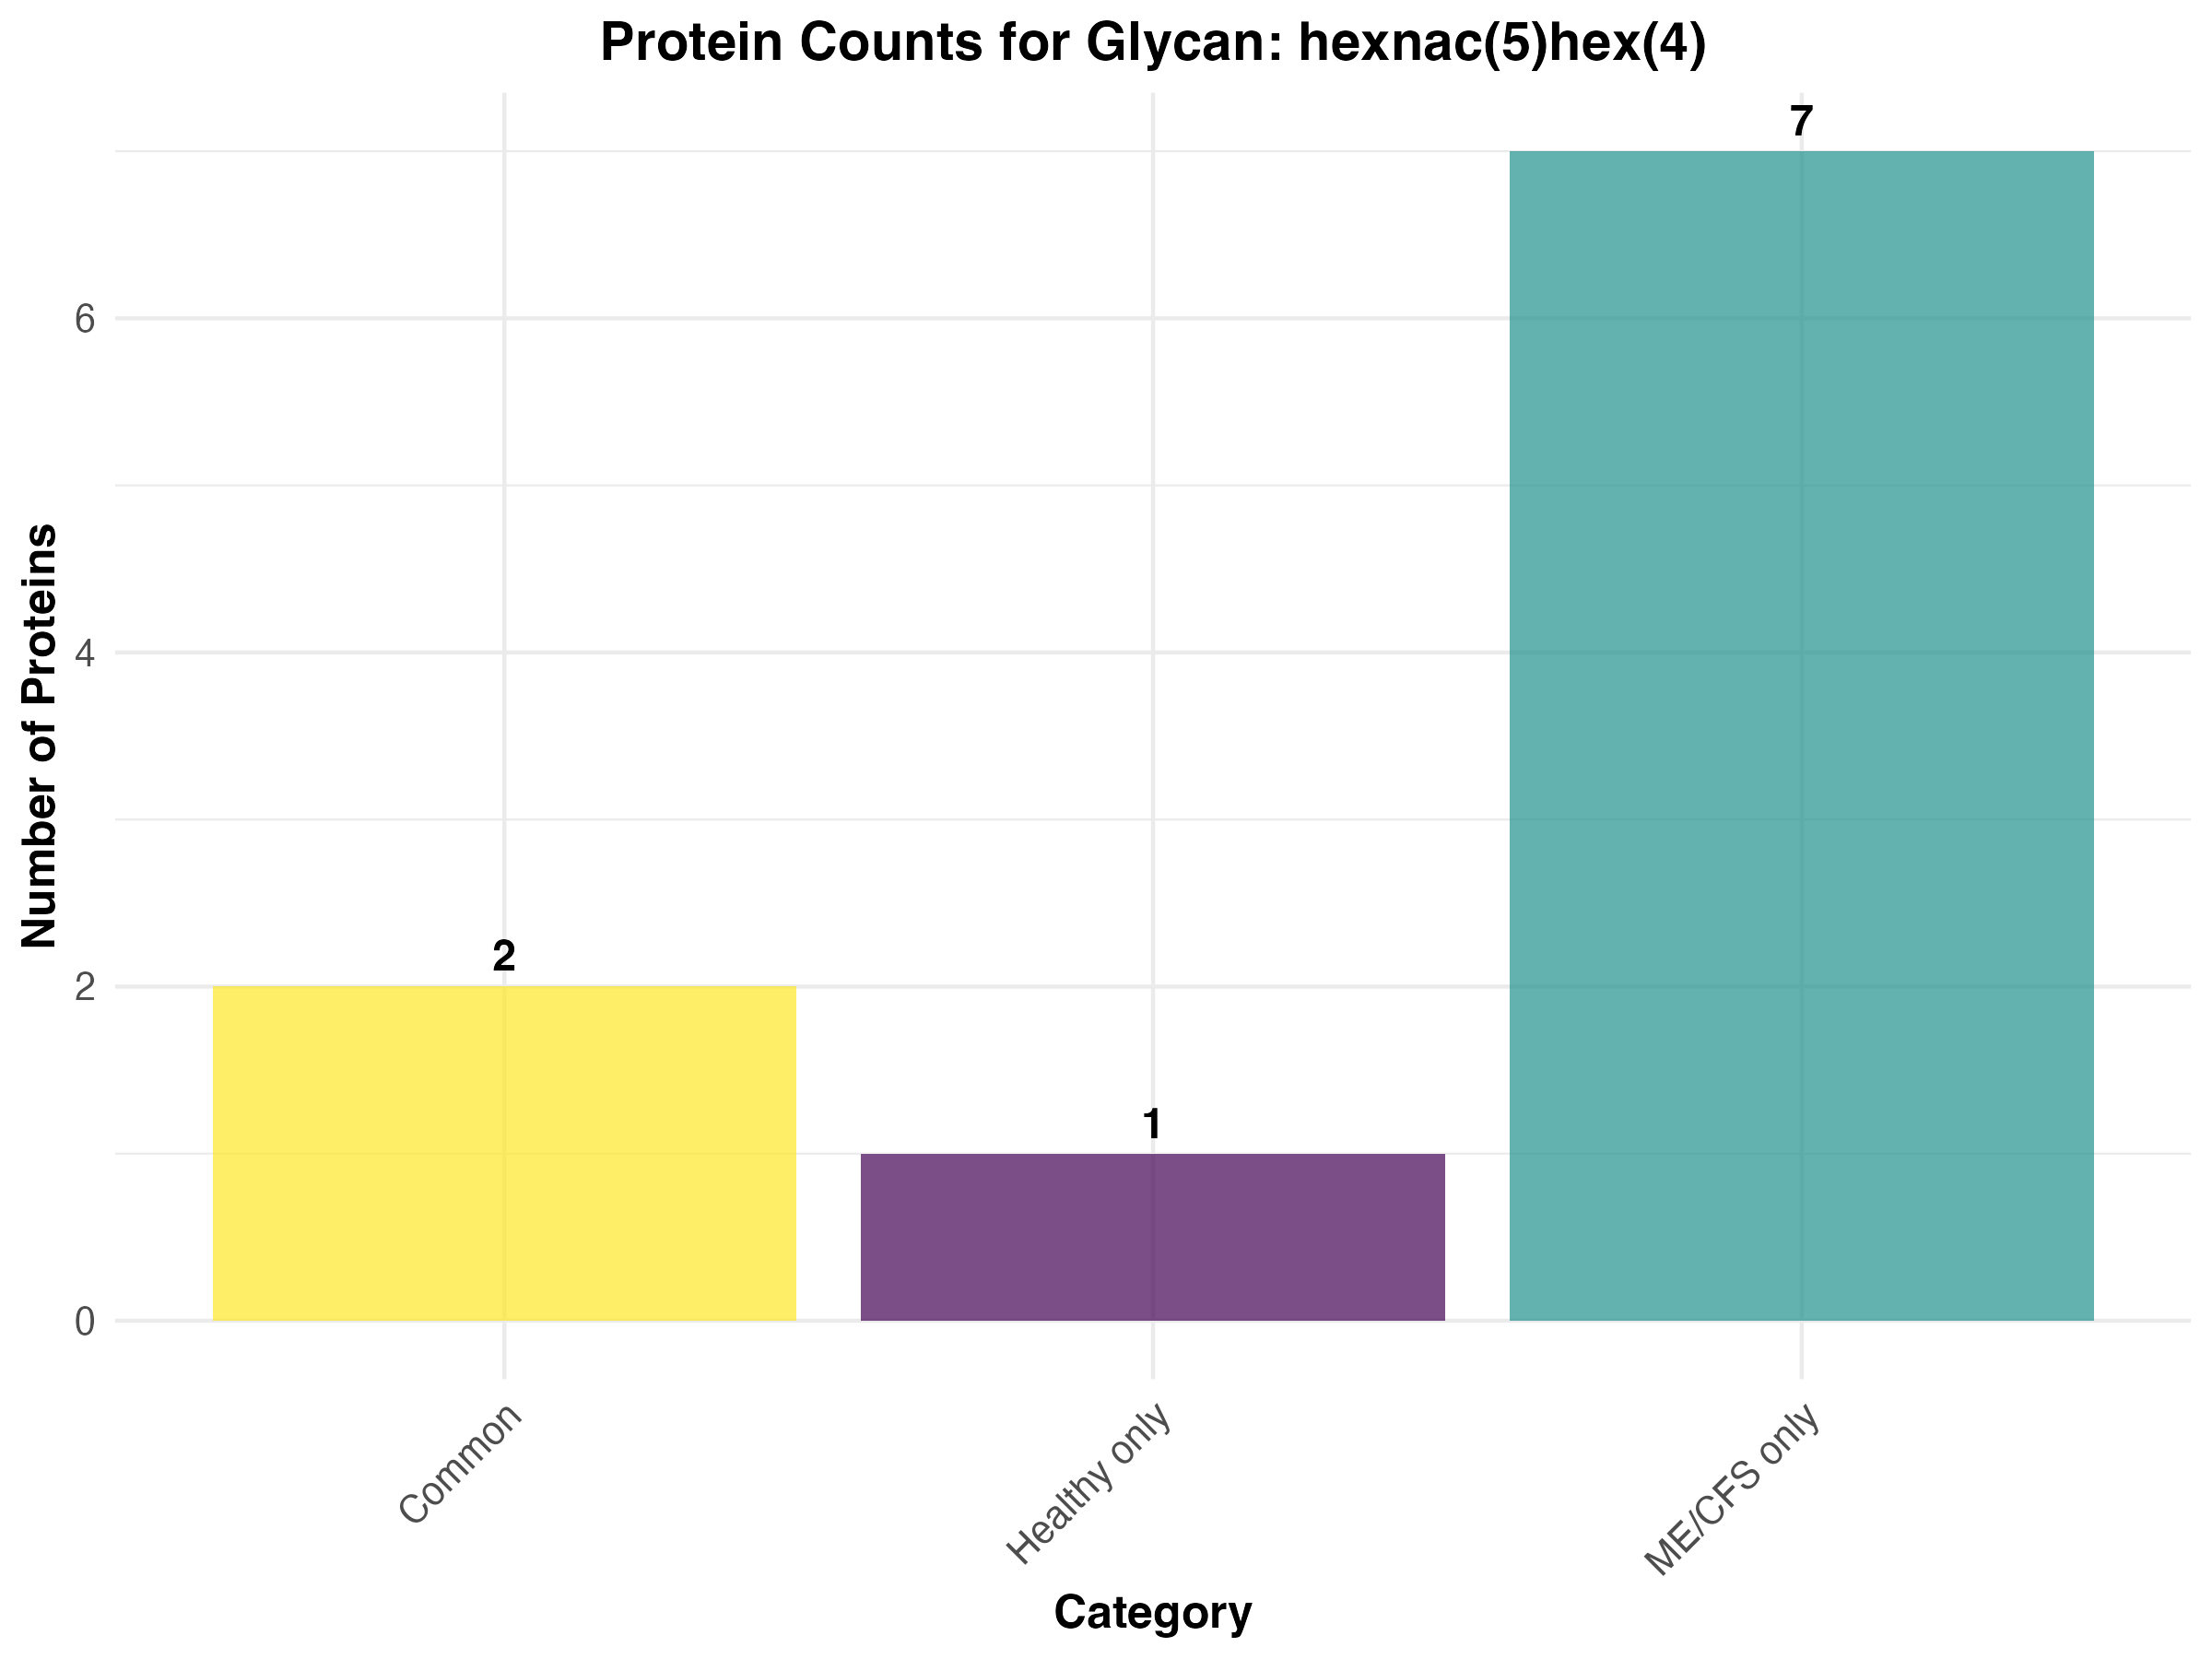 Protein Counts for Glycan: hexnac(5)hex(4)
Number of Proteins
6
4
2
0
2
1
7
Common
Healthy only
ME/CFS only
Category